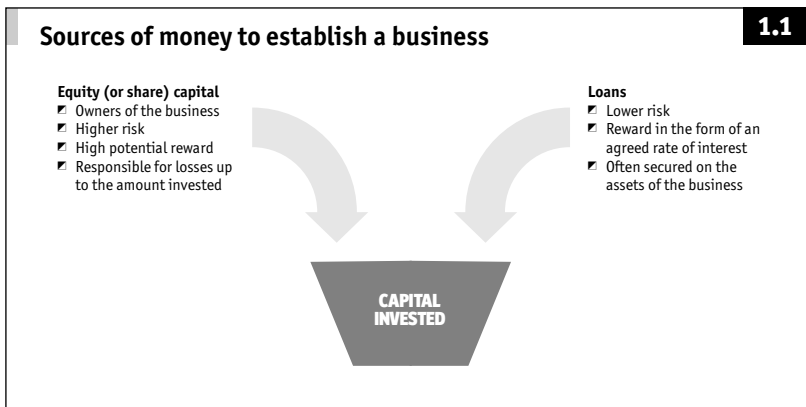 Sources of money to establish a business
1.1
Equity (or share) capital
Owners of the business
Higher risk
High potential reward
Responsible for losses up
to the amount invested
Loans
Lower risk
Reward in the form of an
agreed rate of interest
Often secured on the
assets of the business
CAPITAL
INVESTED